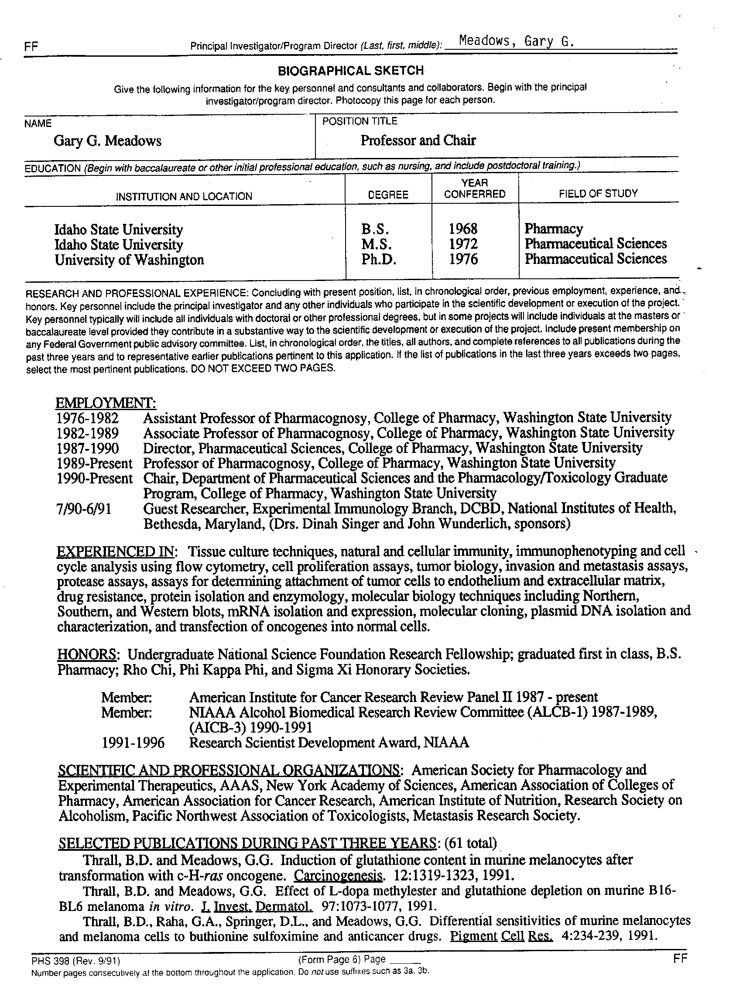 FF
Principal Investigator/Program Director (Last, first, middle): Meadows, Gary G.
BIOGRAPHICAL SKETCH
Give the following information for the key personnel and consultants and collaborators. Begin with the principal
investigator/program director. Photocopy this page for each person.
NAME
POSITION TITLE
Gary G. Meadows
Professor and Chair
EDUCATION (Begin with baccalaureate or other initial professional education, such as nursing, and include postdoctoral training.)
INSTITUTION AND LOCATION DEGREE YEAR CONFERRED FIELD OF STUDY
Idaho State University B.S. 1968 Pharmacy
Idaho State University M.S. 1972 Pharmaceutical Sciences
University of Washington Ph.D. 1976 Pharmaceutical Sciences
RESEARCH AND PROFESSIONAL EXPERIENCE: Concluding with present position, list, in chronological order, previous employment, experience, and
honors. Key personnel include the principal investigator and any other individuals who participate in the scientific development or execution of the project.
Key personnel typically will include all individuals with doctoral or other professional degrees, but in some projects will include individuals at the masters or
baccalaureate level provided they contribute in a substantive way to the scientific development or execution of the project. Include present membership on
any Federal Government public advisory committee. List, in chronological order, the titles, all authors, and complete references to all publications during the
past three years and to representative earlier publications pertinent to this application. If the list of publications in the last three years exceeds two pages,
select the most pertinent publications. DO NOT EXCEED TWO PAGES.
EMPLOYMENT:
1976-1982 Assistant Professor of Pharmacognosy, College of Pharmacy, Washington State University
1982-1989 Associate Professor of Pharmacognosy, College of Pharmacy, Washington State University
1987-1990 Director, Pharmaceutical Sciences, College of Pharmacy, Washington State University
1989-Present Professor of Pharmacognosy, College of Pharmacy, Washington State University
1990-Present Chair, Department of Pharmaceutical Sciences and the Pharmacology/Toxicology Graduate
Program, College of Pharmacy, Washington State University
7/90-6/91 Guest Researcher, Experimental Immunology Branch, DCBD, National Institutes of Health,
Bethesda, Maryland, (Drs. Dinah Singer and John Wunderlich, sponsors)
EXPERIENCED IN: Tissue culture techniques, natural and cellular immunity, immunophenotyping and cell
cycle analysis using flow cytometry, cell proliferation assays, tumor biology, invasion and metastasis assays,
protease assays, assays for determining attachment of tumor cells to endothelium and extracellular matrix,
drug resistance, protein isolation and enzymology, molecular biology techniques including Northern,
Southern, and Western blots, mRNA isolation and expression, molecular cloning, plasmid DNA isolation and
characterization, and transfection of oncogenes into normal cells.
HONORS: Undergraduate National Science Foundation Research Fellowship; graduated first in class, B.S.
Pharmacy; Rho Chi, Phi Kappa Phi, and Sigma Xi Honorary Societies.
Member: American Institute for Cancer Research Review Panel II 1987 - present
Member: NIAAA Alcohol Biomedical Research Review Committee (ALCB-1) 1987-1989,
(AICB-3) 1990-1991
1991-1996 Research Scientist Development Award, NIAAA
SCIENTIFIC AND PROFESSIONAL ORGANIZATIONS: American Society for Pharmacology and
Experimental Therapeutics, AAAS, New York Academy of Sciences, American Association of Colleges of
Pharmacy, American Association for Cancer Research, American Institute of Nutrition, Research Society on
Alcoholism, Pacific Northwest Association of Toxicologists, Metastasis Research Society.
SELECTED PUBLICATIONS DURING PAST THREE YEARS: (61 total)
Thrall, B.D. and Meadows, G.G. Induction of glutathione content in murine melanocytes after
transformation with c-H-ras oncogene. Carcinogenesis. 12:1319-1323, 1991.
Thrall, B.D. and Meadows, G.G. Effect of L-dopa methylester and glutathione depletion on murine B16-
BL6 melanoma in vitro. J. Invest. Dermatol. 97:1073-1077, 1991.
Thrall, B.D., Raha, G.A., Springer, D.L., and Meadows, G.G. Differential sensitivities of murine melanocytes
and melanoma cells to buthionine sulfoximine and anticancer drugs. Pigment Cell Res. 4:234-239, 1991.
PHS 398 (Rev. 9/91) (Form Page 6) Page ____ FF
Number pages consecutively at the bottom throughout the application. Do not use suffixes such as 3a, 3b.